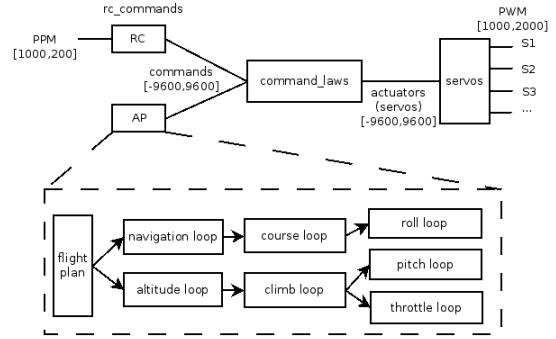 rc_commands
PPM
[1000,200]
RC
commands
[-9600,9600]
AP
command_laws
actuators
(servos)
[-9600,9600]
servos
PWM
[1000,2000]
S1
S2
S3
...
flight
plan
navigation loop
course loop
roll loop
altitude loop
climb loop
pitch loop
throttle loop